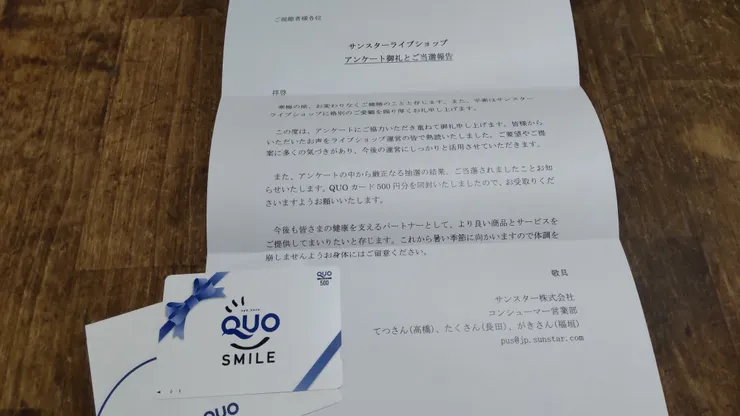 ご視聴者様各位
サンスターライブショップ
アンケート御礼とご当選報告
拝啓
お変わりなくご健勝のことと存じます。また、平素はサンスター
ライブショップに格別のご愛顧を賜り厚くお礼申し上げます。
この度は、アンケートにご協力いただき重ねて御礼申し上げます。皆様から
いただいたお声をライブショップ運営の皆で熟読いたしました。ご要望やご提
案に多くの気づきがあり、今後の運営にしっかりと活用させていただきます。
また、アンケートの中から厳正なる抽選の結果、ご当選されましたことお知
らせいたします。QUOカード500円分を同封いたしましたので、お受取りくだ
さいますようお願いいたします。
今後も皆さまの健康を支えるパートナーとして、より良い商品とサービスを
ご提供してまいりたいと存じます。これから暑い季節に向かいますので体調を
崩しませんようお身体にはご留意ください。
敬具
サンスター株式会社
コンシューマー営業部
てつさん(高橋)、たくさん(長田)、がきさん(稲垣)
pus@jp.sunstar.com
QUO
500
QUO
SMILE
QUO